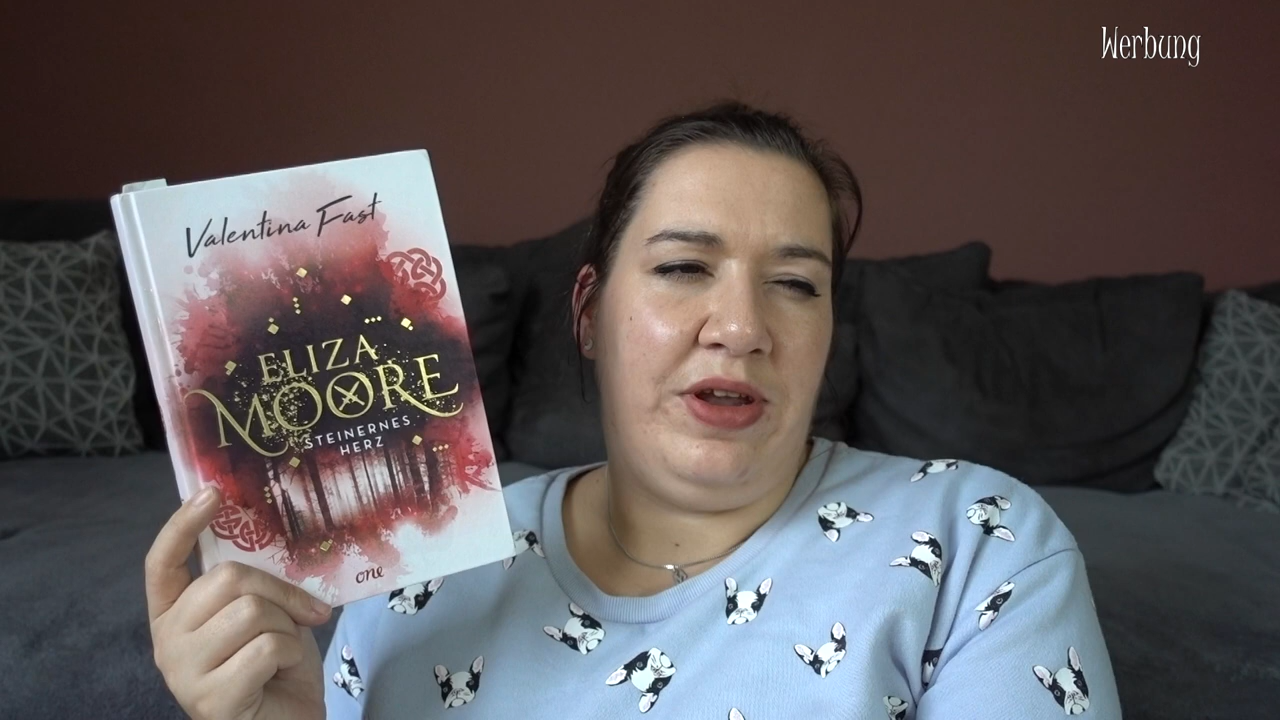 Werbung
Valentina Fast
ELIZA
MOORE
STEINERNES
HERZ
one